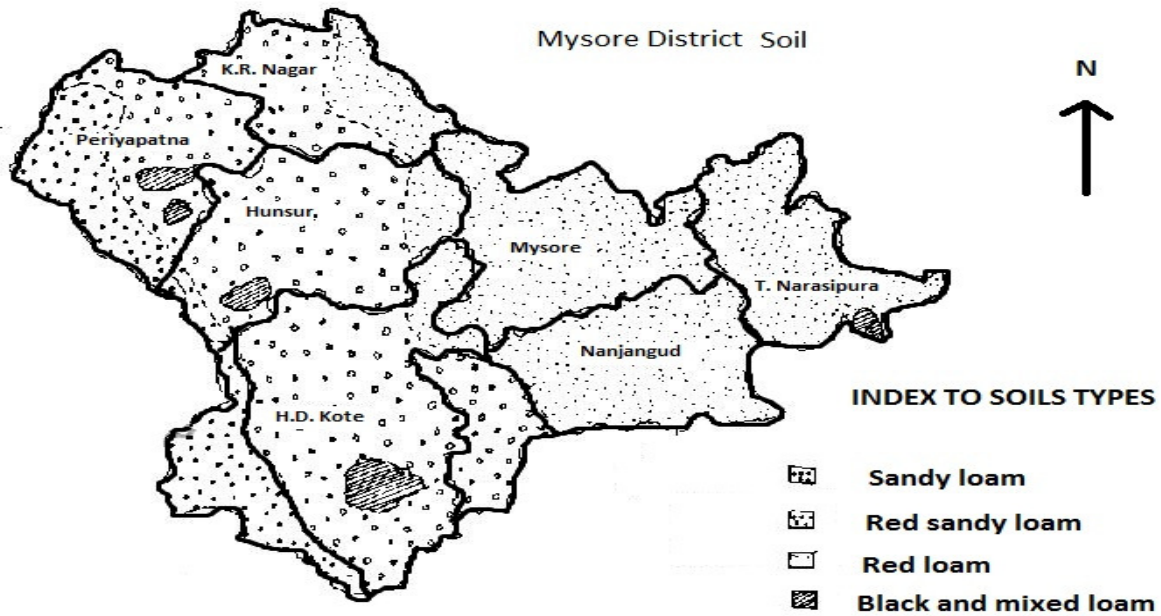 Mysore District Soil
N
K.R. Nagar
Periyapatna
Hunsur
Mysore
T. Narasipura
Nanjangud
H.D. Kote
INDEX TO SOILS TYPES
Sandy loam
Red sandy loam
Red loam
Black and mixed loam